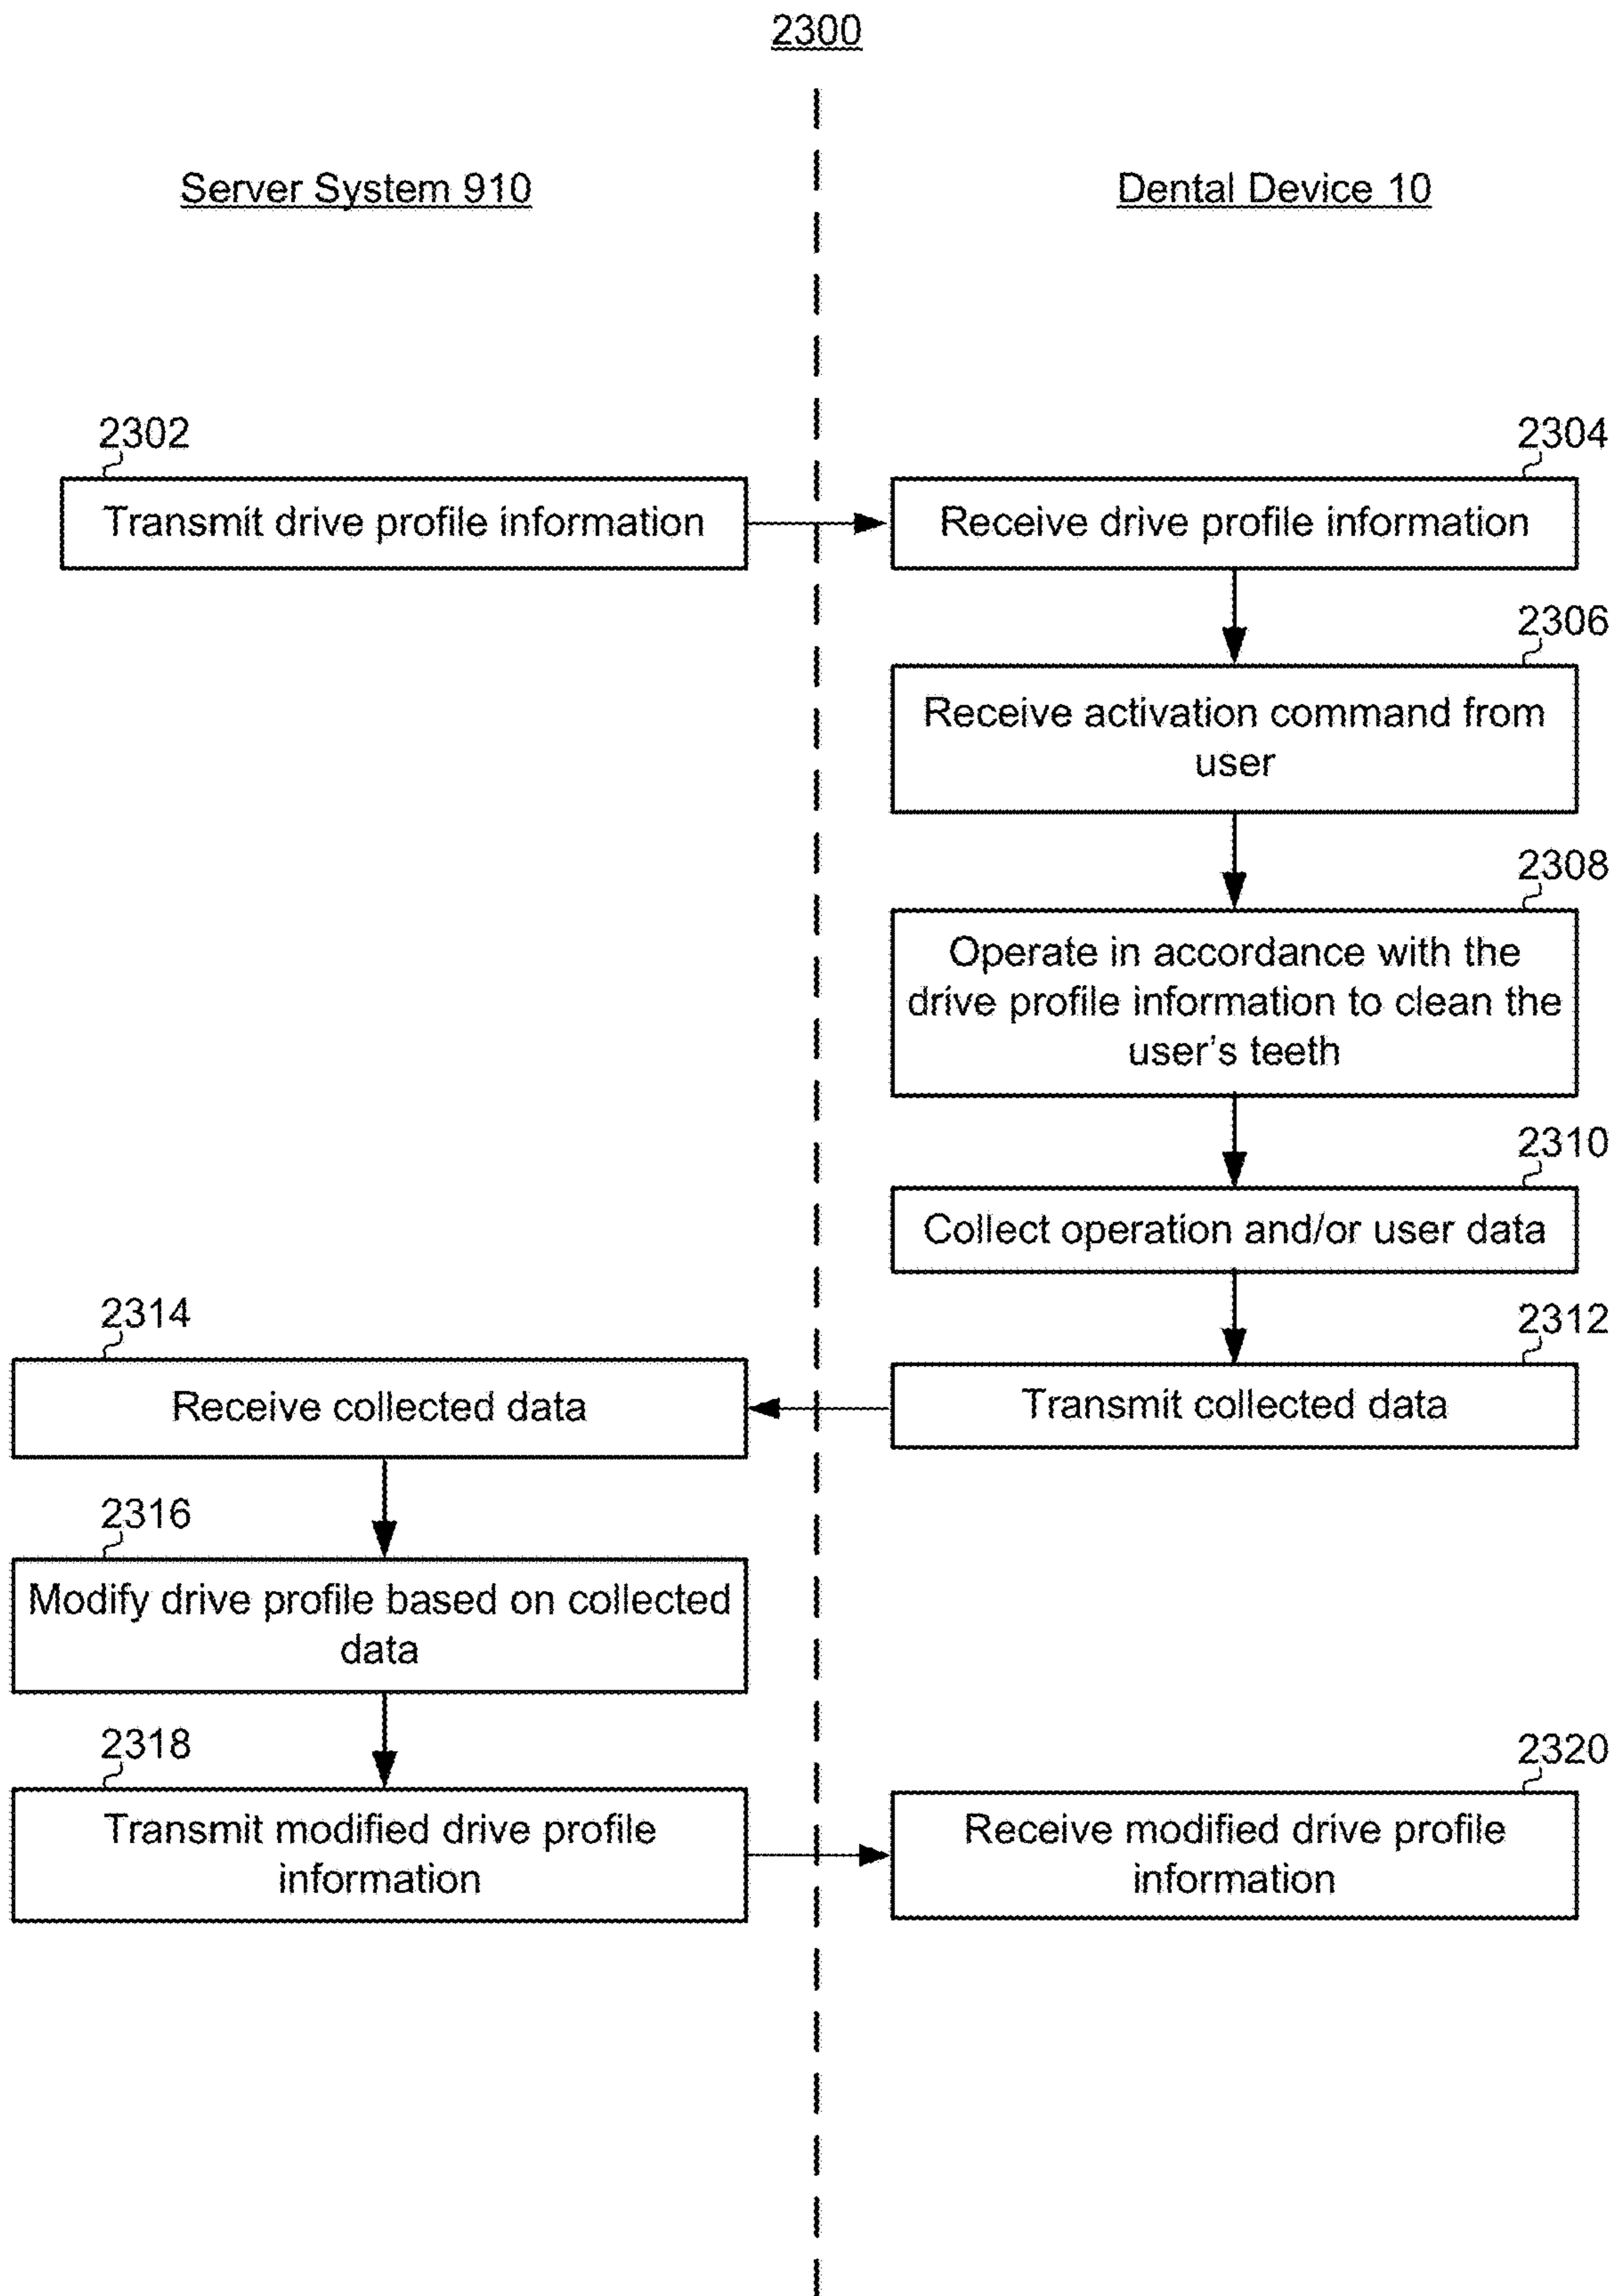 2300
Server System 910
Dental Device 10
2302
Transmit drive profile information
2304
Receive drive profile information
2306
Receive activation command from
user
2308
Operate in accordance with the
drive profile information to clean the
user's teeth
2310
Collect operation and/or user data
2312
Transmit collected data
2314
Receive collected data
2316
Modify drive profile based on collected
data
2318
Transmit modified drive profile
information
2320
Receive modified drive profile
information